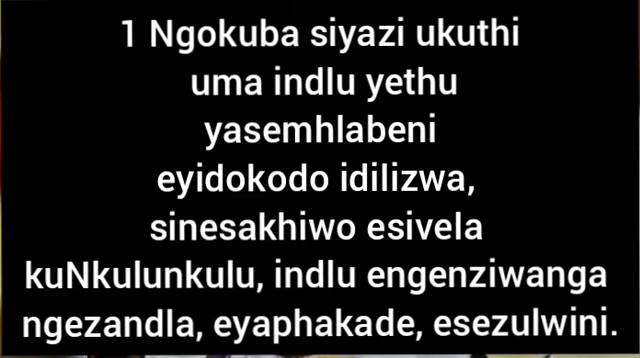 1 Ngokuba siyazi ukuthi
uma indlu yethu
yasemhlabeni
eyidokodo idilizwa,
sinesakhiwo esivela
kuNkulunkulu, indlu engenziwanga
ngezandla, eyaphakade, esezulwini.